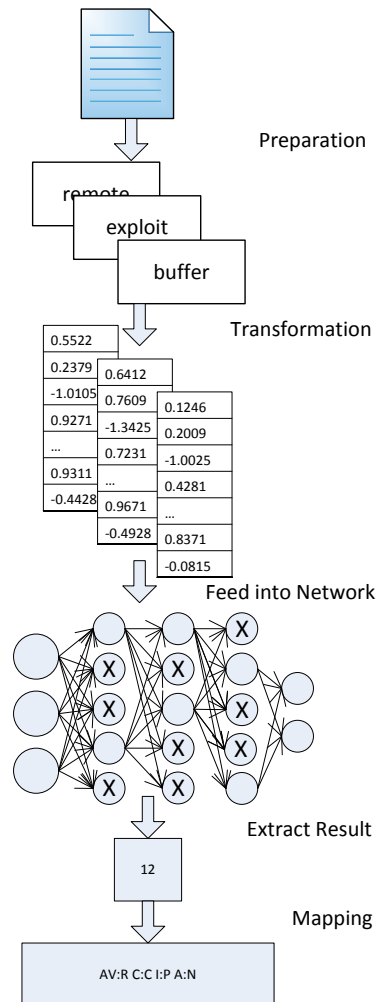 Preparation
remote
exploit
buffer
Transformation
0.5522
0.2379
-1.0105
0.9271
...
0.9311
-0.4428
0.6412
0.7609
-1.3425
0.7231
...
0.9671
-0.4928
0.1246
0.2009
-1.0025
0.4281
...
0.8371
-0.0815
Feed into Network
X
X
X
X
X
X
X
X
X
Extract Result
12
Mapping
AV:R C:C I:P A:N